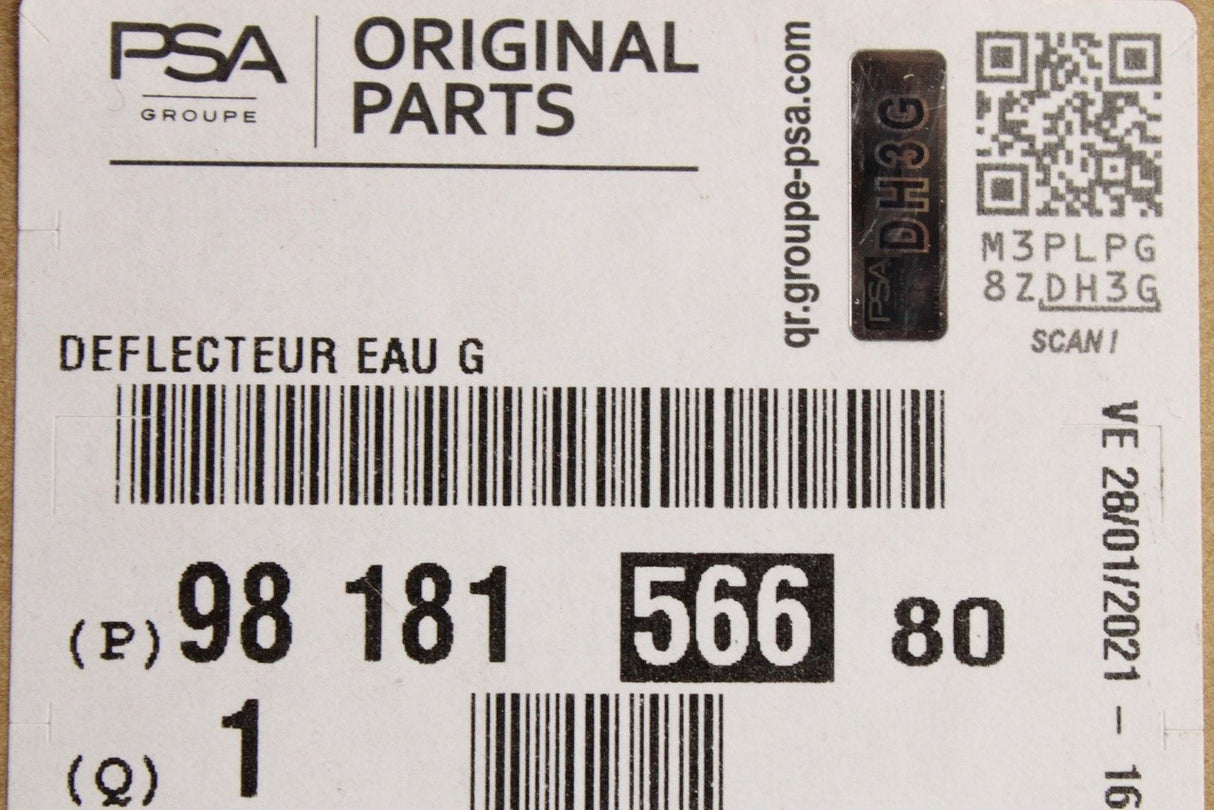 PSA
GROUPE
ORIGINAL
PARTS
qr.groupe-psa.com
PSA DH3G
M3PLPG
8ZDH3G
SCAN!
DEFLECTEUR EAU G
(P) 98 181 566 80
(Q) 1
VE 28/01/2021 - 16